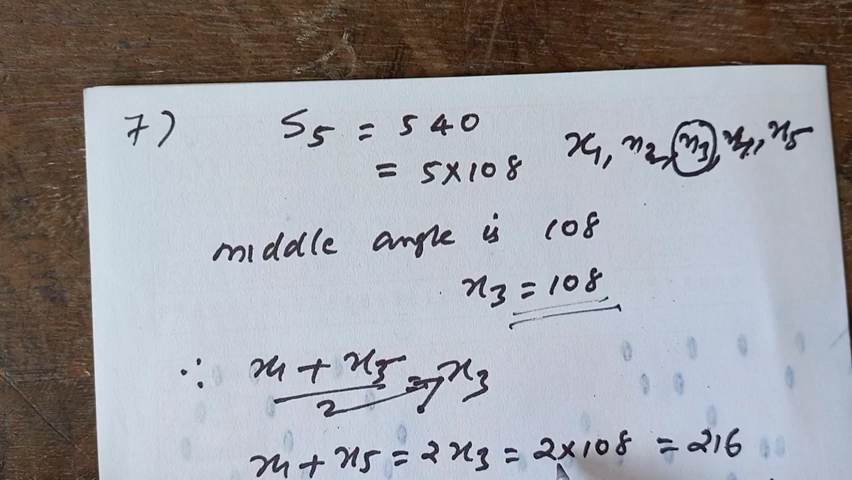 7) S5 = 540 x1, x2, x3, x4, x5
= 5×108
middle angle is 108
x3 = 108
∴ x1 + x5 / 2 = x3
x1 + x5 = 2x3 = 2×108 = 216